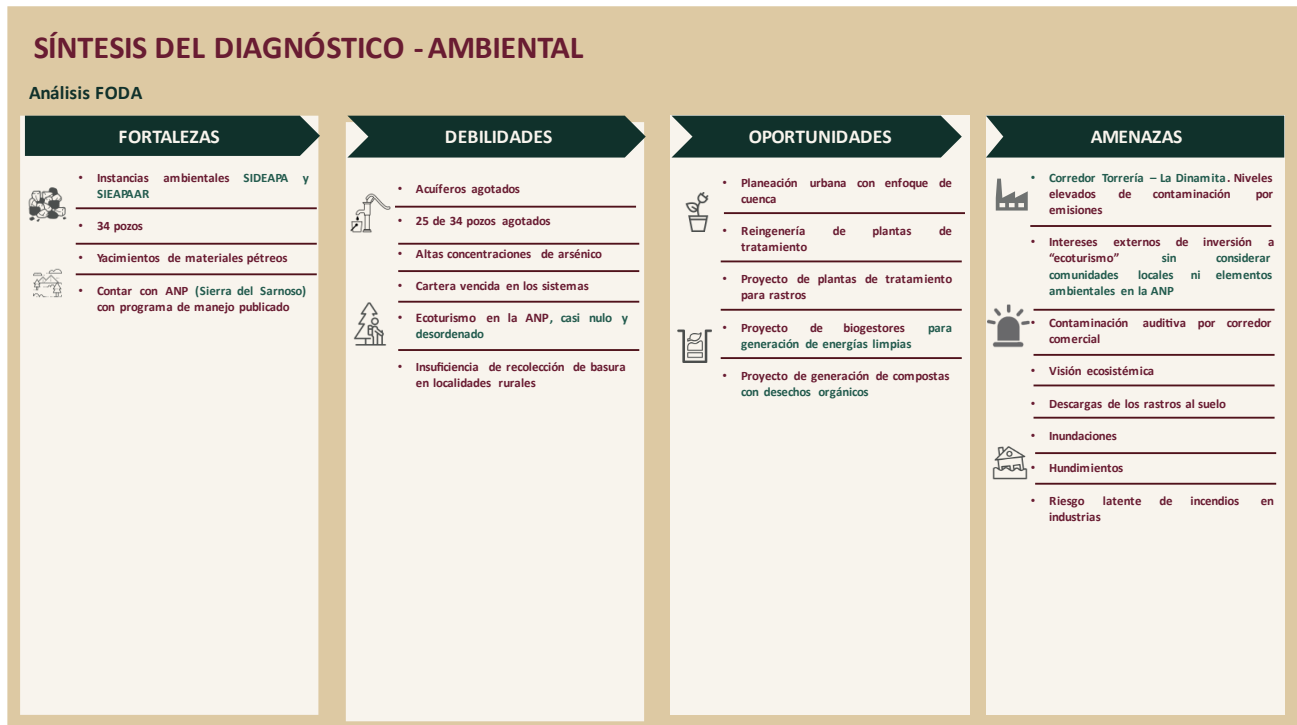 SÍNTESIS DEL DIAGNÓSTICO - AMBIENTAL
Análisis FODA
FORTALEZAS
• Instancias ambientales SIDEAPA y
SIEAPAAR
• 34 pozos
• Yacimientos de materiales pétreos
• Contar con ANP (Sierra del Sarnoso)
con programa de manejo publicado
DEBILIDADES
• Acuíferos agotados
• 25 de 34 pozos agotados
• Altas concentraciones de arsénico
• Cartera vencida en los sistemas
• Ecoturismo en la ANP, casi nulo y
desordenado
• Insuficiencia de recolección de basura
en localidades rurales
OPORTUNIDADES
• Planeación urbana con enfoque de
cuenca
• Reingenería de plantas de
tratamiento
• Proyecto de plantas de tratamiento
para rastros
• Proyecto de biogestores para
generación de energías limpias
• Proyecto de generación de compostas
con desechos orgánicos
AMENAZAS
• Corredor Torrería – La Dinamita. Niveles
elevados de contaminación por
emisiones
• Intereses externos de inversión a
“ecoturismo” sin considerar
comunidades locales ni elementos
ambientales en la ANP
• Contaminación auditiva por corredor
comercial
• Visión ecosistémica
• Descargas de los rastros al suelo
• Inundaciones
• Hundimientos
• Riesgo latente de incendios en
industrias